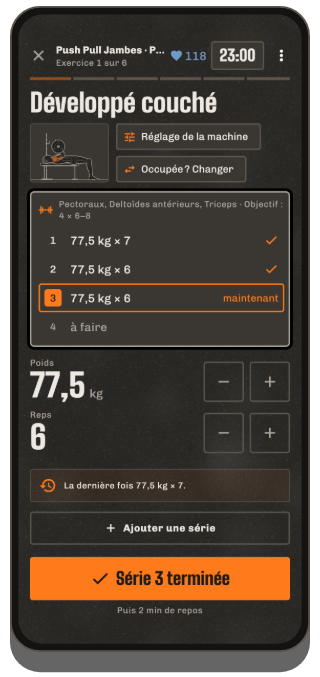 Push Pull Jambes · P...
Exercice 1 sur 6
118
23:00
Développé couché
Réglage de la machine
Occupée ? Changer
Pectoraux, Deltoïdes antérieurs, Triceps · Objectif :
4 × 6–8
1 77,5 kg × 7
2 77,5 kg × 6
3 77,5 kg × 6 maintenant
4 à faire
Poids
77,5 kg
− +
Reps
6
− +
La dernière fois 77,5 kg × 7.
+ Ajouter une série
Série 3 terminée
Puis 2 min de repos